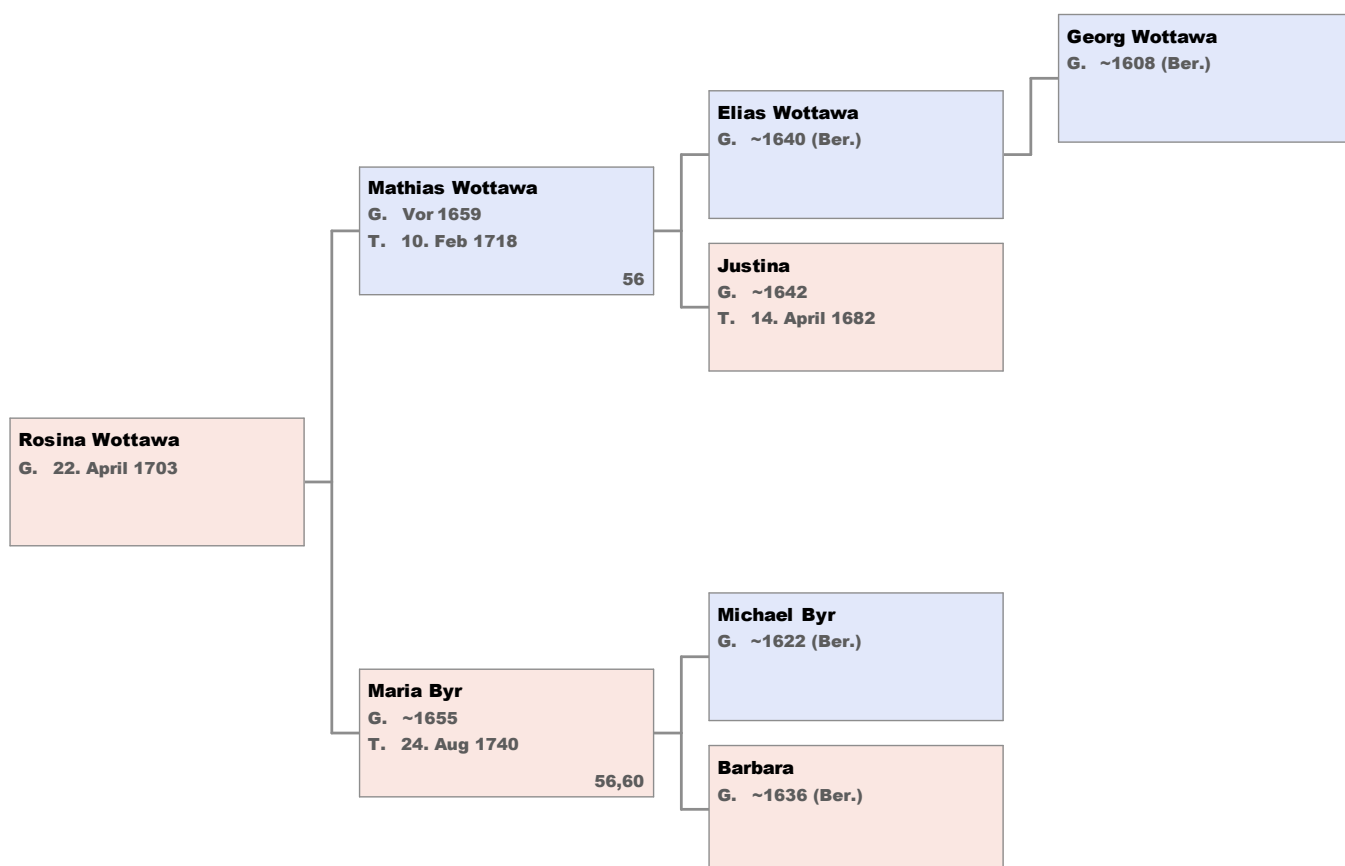 Georg Wottawa
G. ~1608 (Ber.)
Elias Wottawa
G. ~1640 (Ber.)
Mathias Wottawa
G. Vor 1659
T. 10. Feb 1718
56
Justina
G. ~1642
T. 14. April 1682
Rosina Wottawa
G. 22. April 1703
Michael Byr
G. ~1622 (Ber.)
Maria Byr
G. ~1655
T. 24. Aug 1740
56,60
Barbara
G. ~1636 (Ber.)